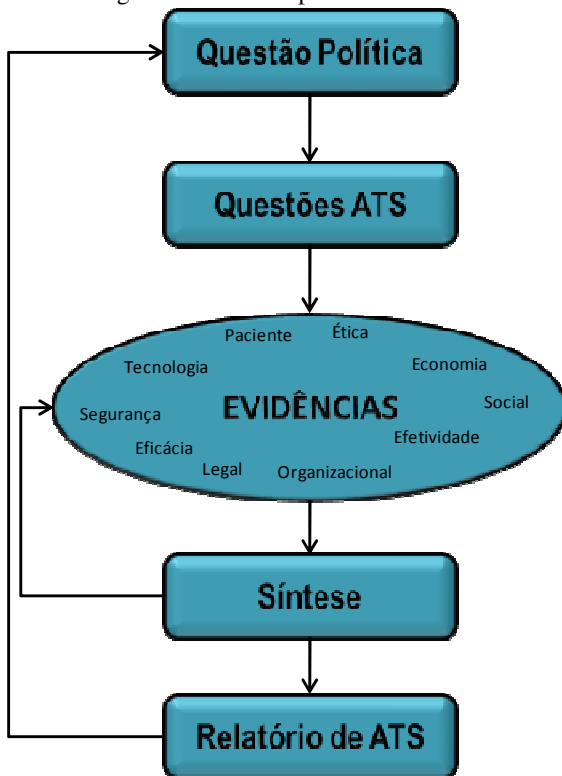 Questão Política
Questões ATS
Paciente
Ética
Tecnologia
Economia
Segurança
EVIDÊNCIAS
Social
Eficácia
Efetividade
Legal
Organizacional
Síntese
Relatório de ATS